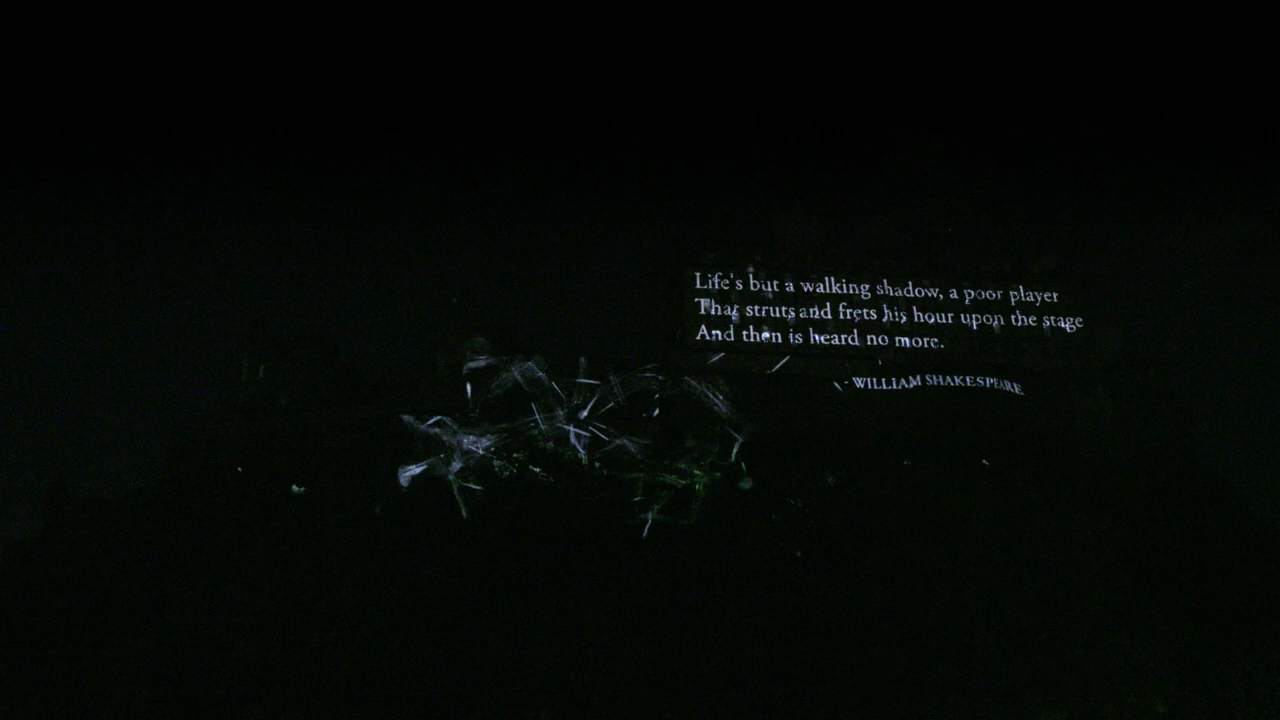 Life's but a walking shadow, a poor player
That struts and frets his hour upon the stage
And then is heard no more.
- WILLIAM SHAKESPEARE